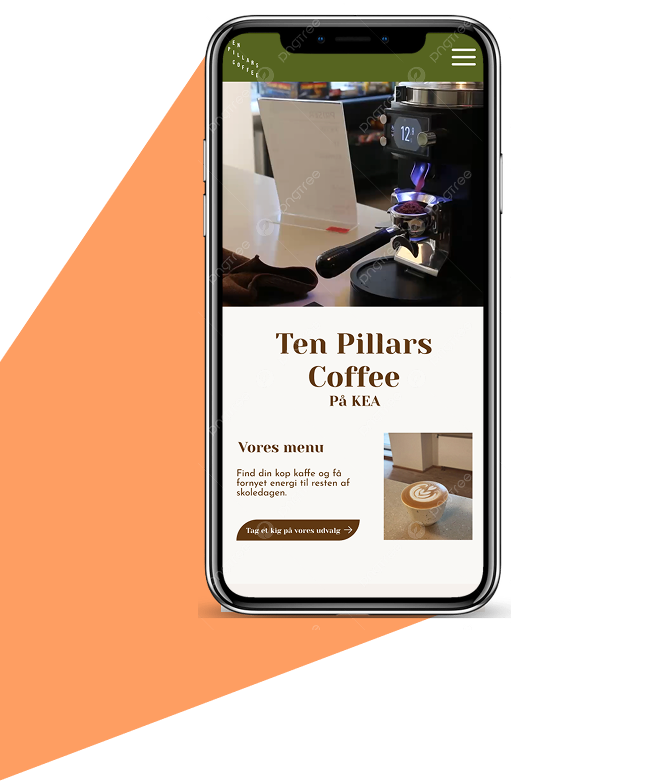 TEN
PILLARS
COFFEE
12
Ten Pillars
Coffee
På KEA
Vores menu
Find din kop kaffe og få
fornyet energi til resten af
skoledagen.
Tag et kig på vores udvalg →
pngtree